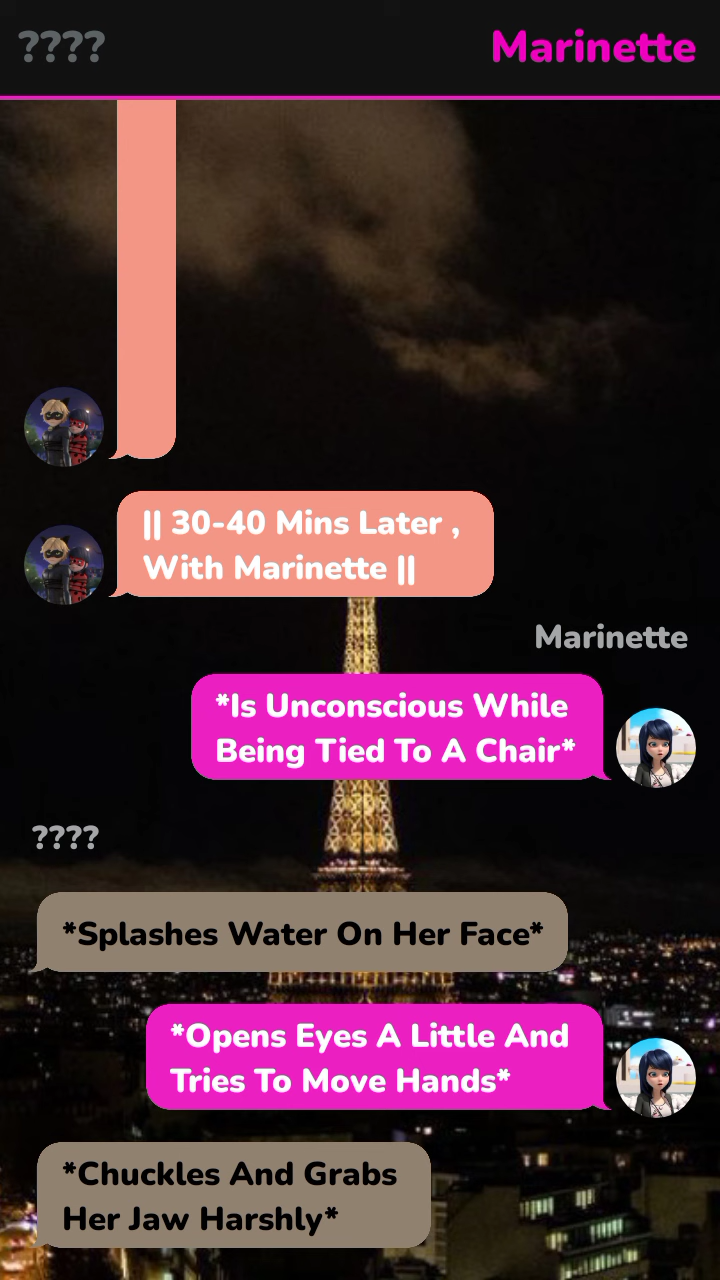 ????
Marinette
|| 30-40 Mins Later ,
With Marinette ||
Marinette
*Is Unconscious While
Being Tied To A Chair*
????
*Splashes Water On Her Face*
*Opens Eyes A Little And
Tries To Move Hands*
*Chuckles And Grabs
Her Jaw Harshly*